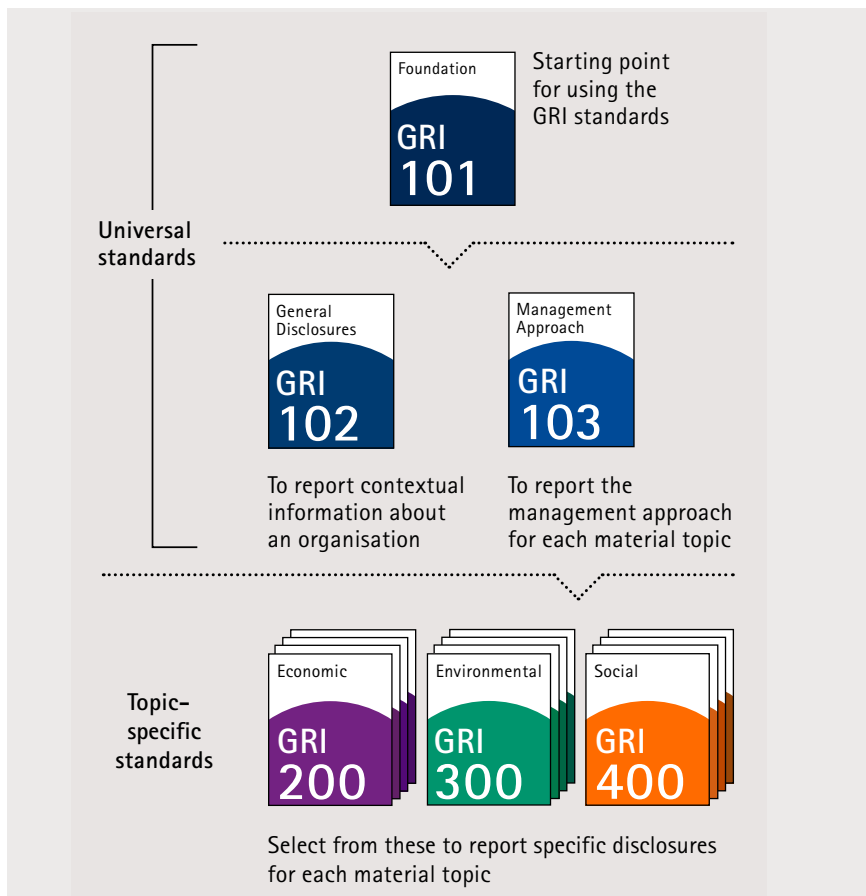 Foundation
GRI
101
Starting point
for using the
GRI standards
Universal
standards
General
Disclosures
GRI
102
To report contextual
information about
an organisation
Management
Approach
GRI
103
To report the
management approach
for each material topic
Topic-
specific
standards
Economic
GRI
200
Environmental
GRI
300
Social
GRI
400
Select from these to report specific disclosures
for each material topic